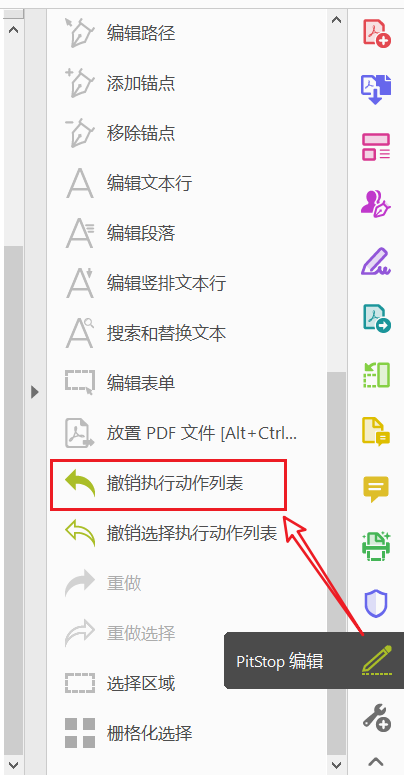 编辑路径
添加锚点
移除锚点
编辑文本行
编辑段落
编辑竖排文本行
搜索和替换文本
编辑表单
放置 PDF 文件 [Alt+Ctrl...
撤销执行动作列表
撤销选择执行动作列表
重做
重做选择
PitStop 编辑
选择区域
栅格化选择